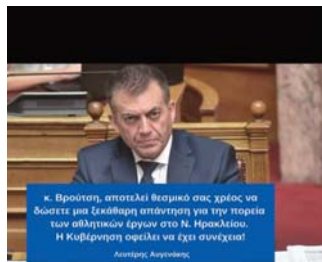 κ. Βρούτση, αποτελεί θεσμικό σας χρέος να
δώσετε μια ξεκάθαρη απάντηση για την πορεία
των αθλητικών έργων στο Ν. Ηρακλείου.
Η Κυβέρνηση οφείλει να έχει συνέχεια!
Λευτέρης Αυγενάκης